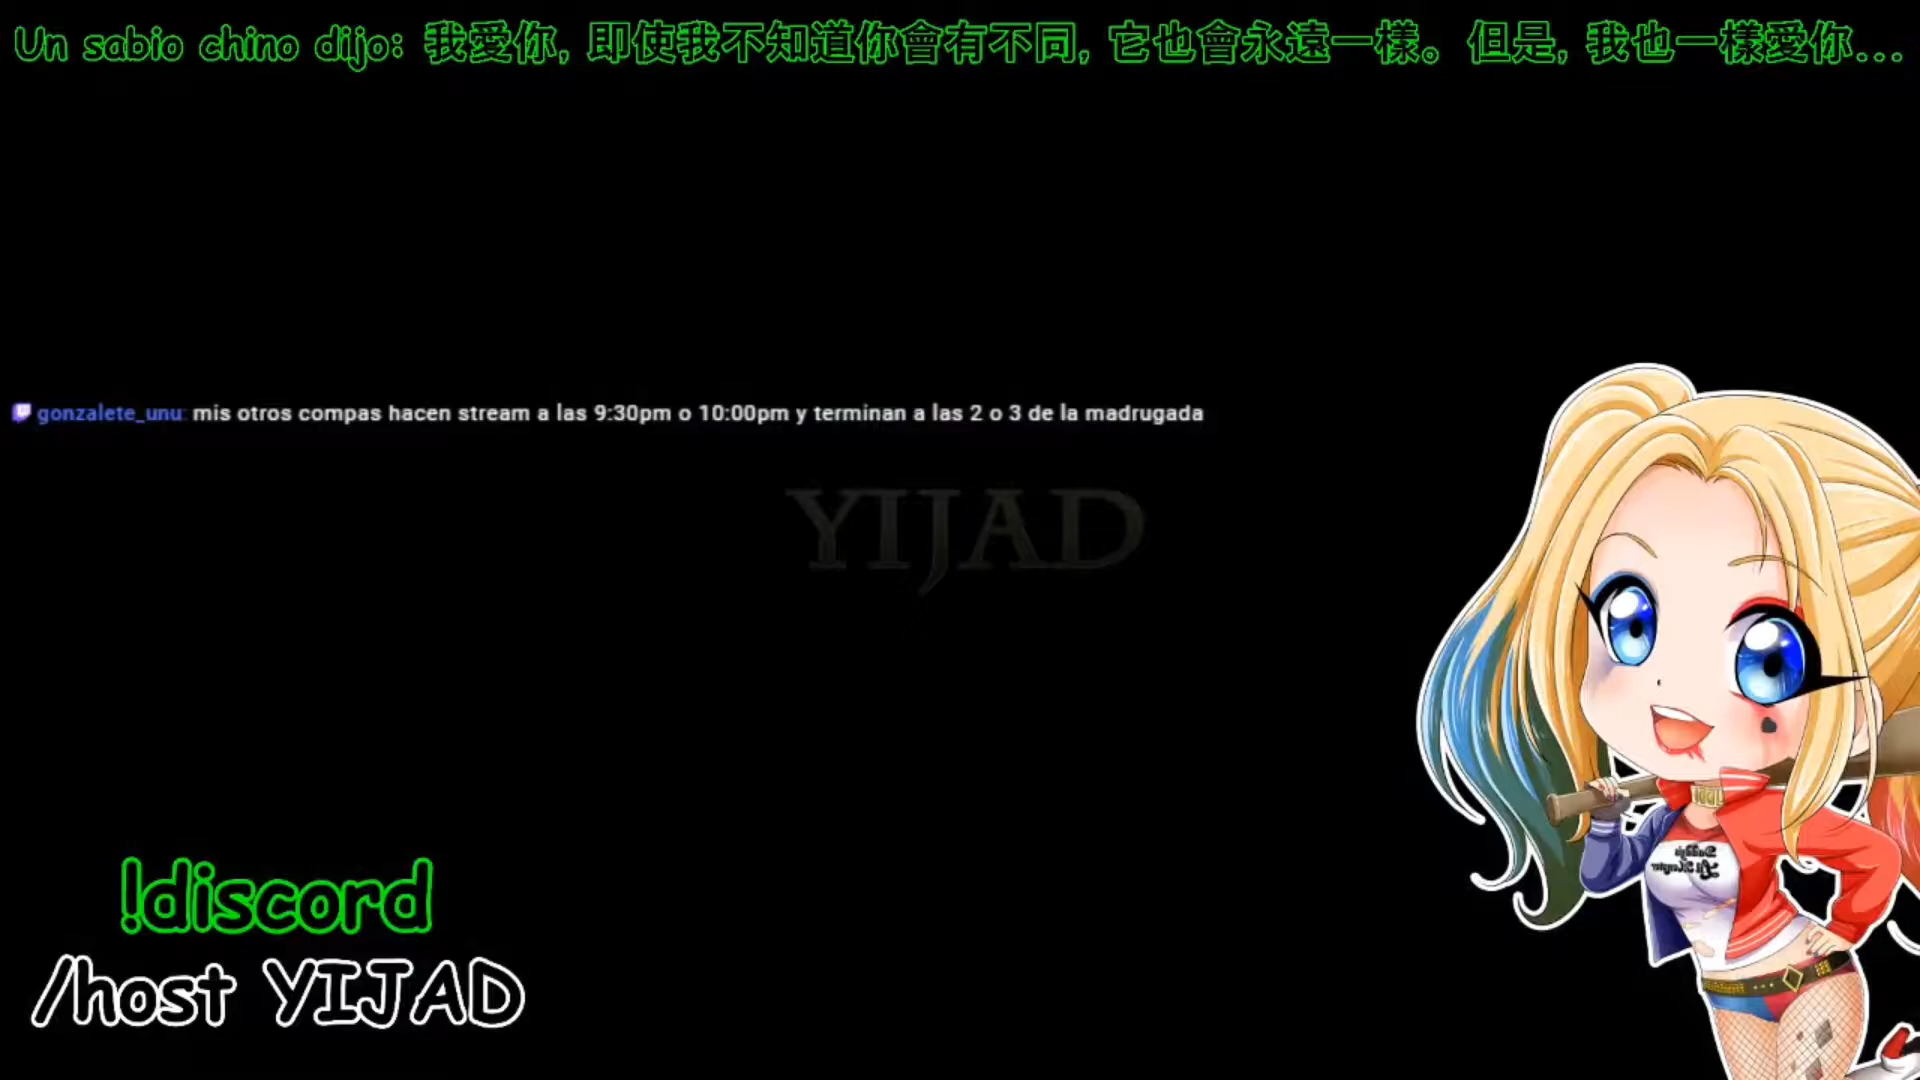 Un sabio chino dijo: 我愛你, 即使我不知道你會有不同, 它也會永遠一樣。 但是, 我也一樣愛你...
gonzalete_unu: mis otros compas hacen stream a las 9:30pm o 10:00pm y terminan a las 2 o 3 de la madrugada
YIJAD
!discord
/host YIJAD